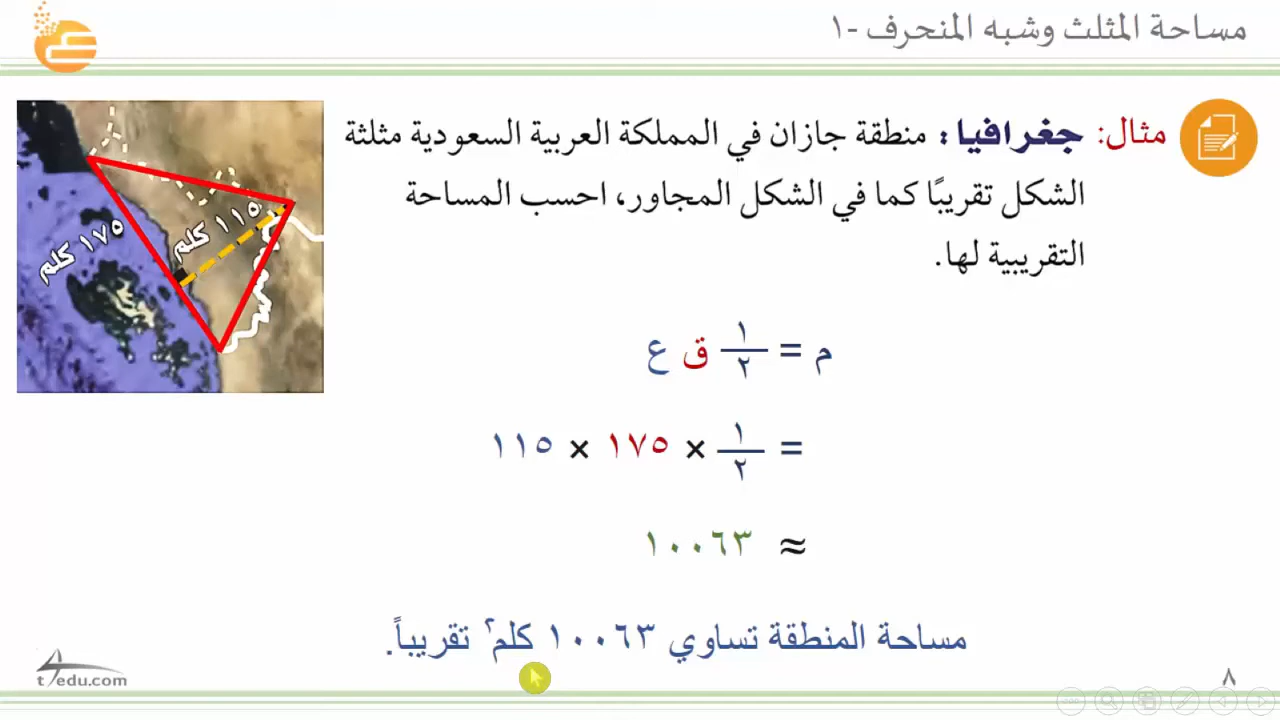 مساحة المثلث وشبه المنحرف -١
مثال: جغرافيا: منطقة جازان في المملكة العربية السعودية مثلثة
الشكل تقريبًا كما في الشكل المجاور، احسب المساحة
التقريبية لها.
١١٥ كلم
١٧٥ كلم
م = ١/٢ ق ع
= ١/٢ × ١٧٥ × ١١٥
≈ ١٠٠٦٣
مساحة المنطقة تساوي ١٠٠٦٣ كلم٢ تقريباً.
t4edu.com
٨